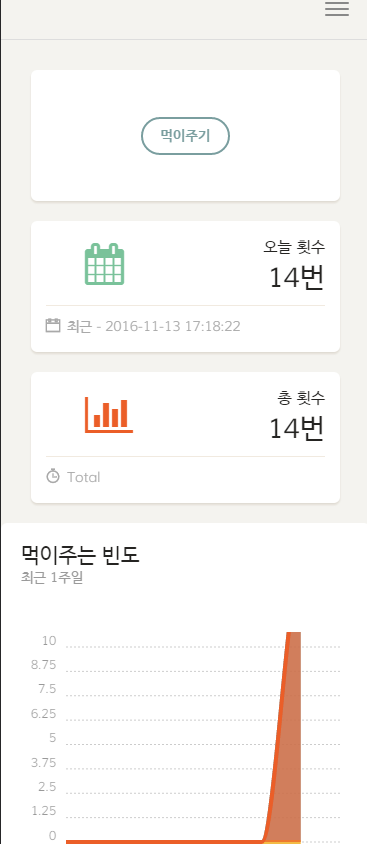 먹이주기
오늘 횟수
14번
최근 - 2016-11-13 17:18:22
총 횟수
14번
Total
먹이주는 빈도
최근 1주일
10
8.75
7.5
6.25
5
3.75
2.5
1.25
0